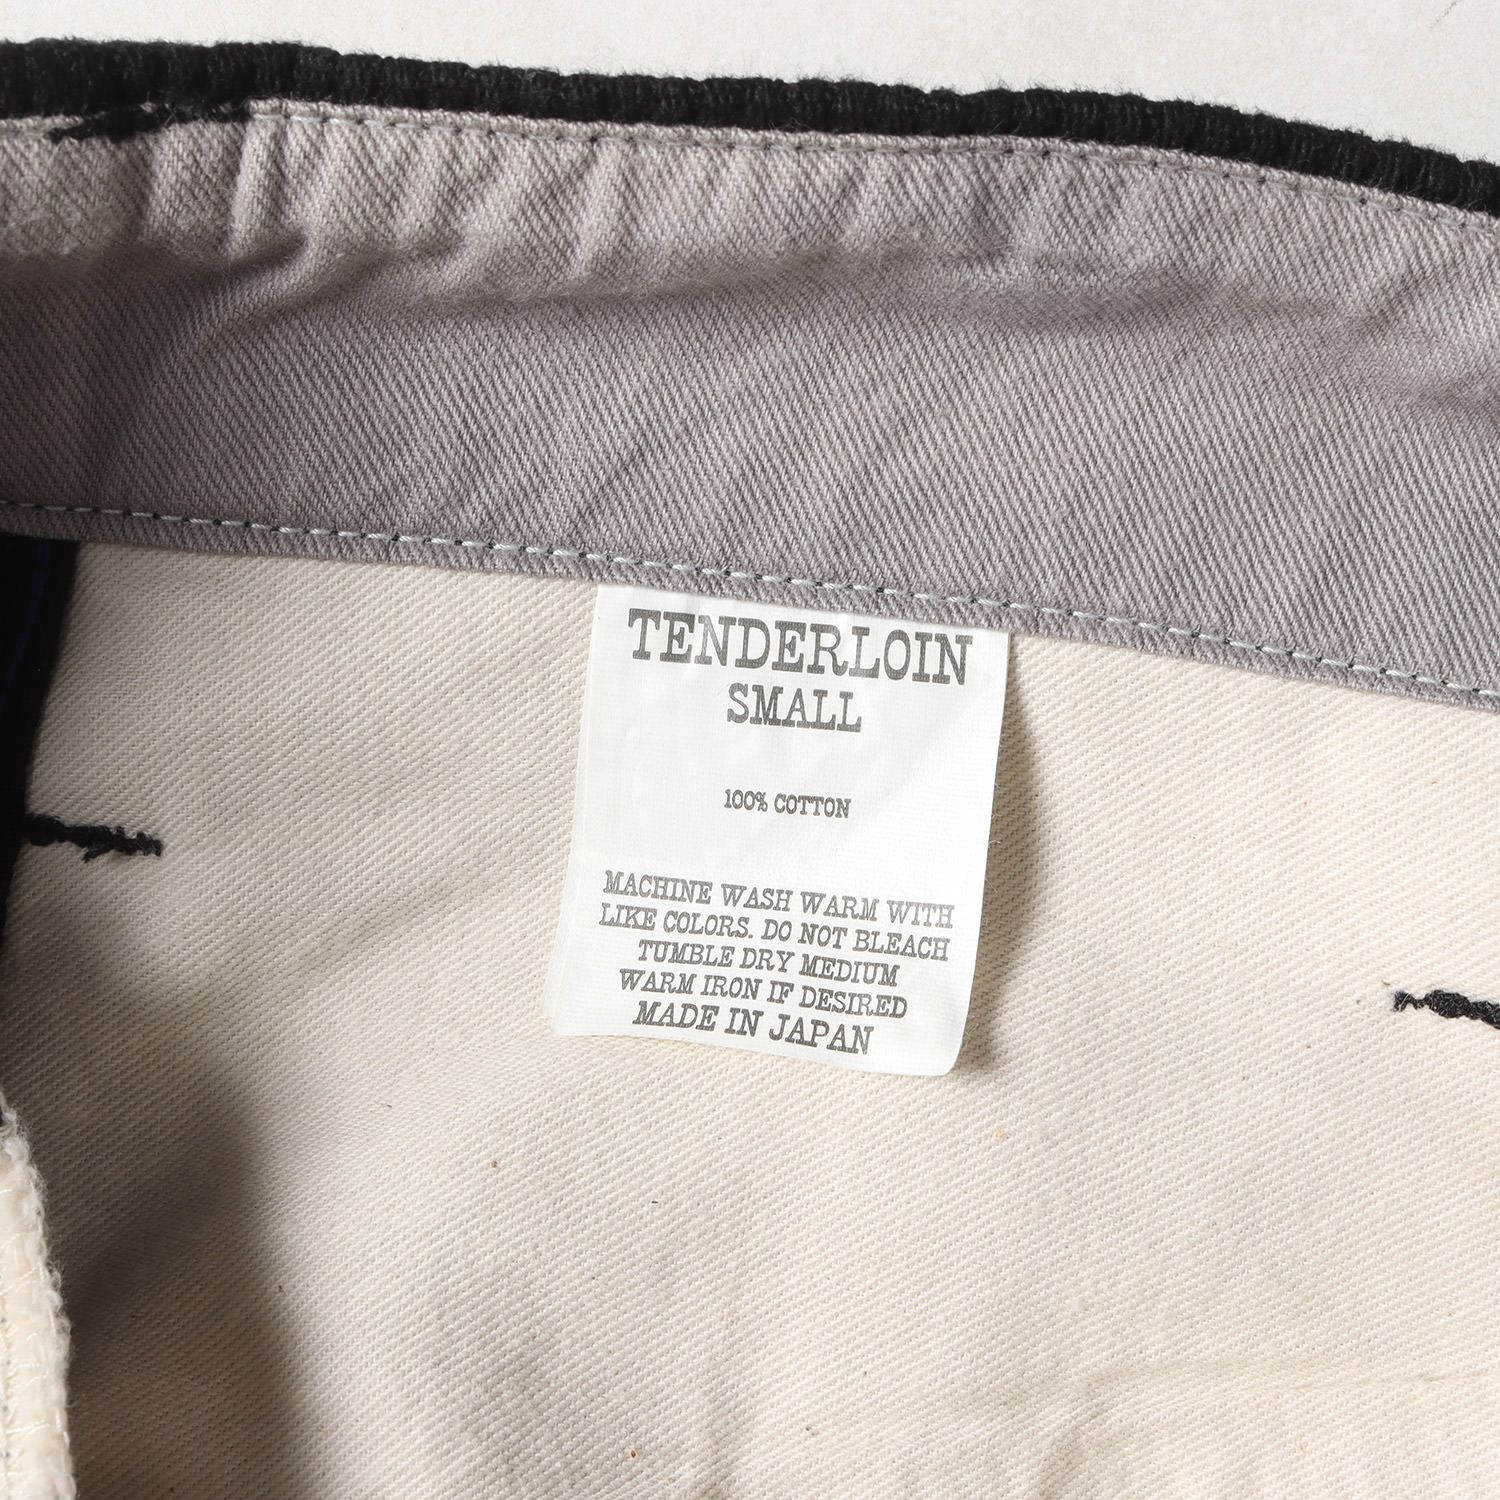 TENDERLOIN
SMALL
100% COTTON
MACHINE WASH WARM WITH
LIKE COLORS. DO NOT BLEACH
TUMBLE DRY MEDIUM
WARM IRON IF DESIRED
MADE IN JAPAN